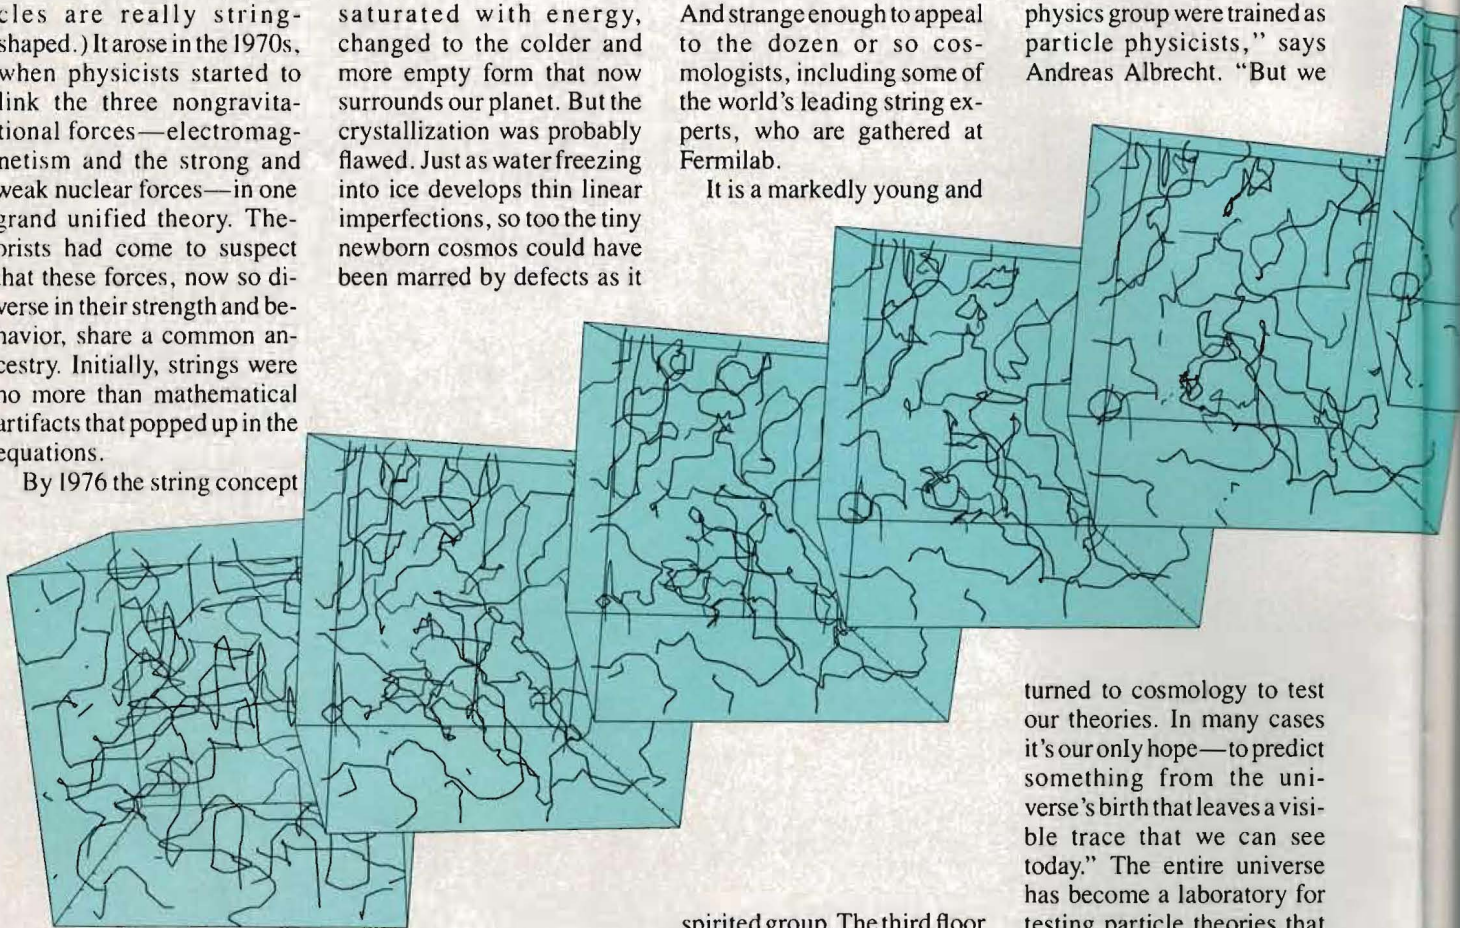 cles are really string-
shaped.) It arose in the 1970s,
when physicists started to
link the three nongravita-
tional forces—electromag-
netism and the strong and
weak nuclear forces—in one
grand unified theory. The-
orists had come to suspect
that these forces, now so di-
verse in their strength and be-
havior, share a common an-
cestry. Initially, strings were
no more than mathematical
artifacts that popped up in the
equations.
By 1976 the string concept
saturated with energy,
changed to the colder and
more empty form that now
surrounds our planet. But the
crystallization was probably
flawed. Just as water freezing
into ice develops thin linear
imperfections, so too the tiny
newborn cosmos could have
been marred by defects as it
And strange enough to appeal
to the dozen or so cos-
mologists, including some of
the world's leading string ex-
perts, who are gathered at
Fermilab.
It is a markedly young and
spirited group. The third floor
physics group were trained as
particle physicists," says
Andreas Albrecht. "But we
turned to cosmology to test
our theories. In many cases
it's our only hope—to predict
something from the uni-
verse's birth that leaves a visi-
ble trace that we can see
today." The entire universe
has become a laboratory for
testing particle theories that